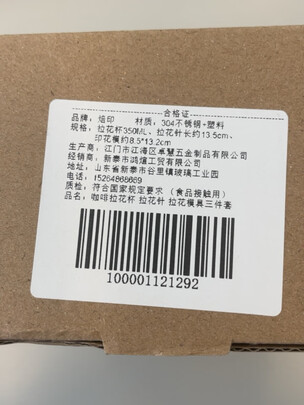 合格证
品牌：焙印 材质：304不锈钢+塑料
规格：拉花杯350ML、拉花针长约13.5cm、
印花模约8.5*13.2cm
生产商：江门市江海区卓慧五金制品有限公司
经销商：新泰市鸿煊工贸有限公司
地址：山东省新泰市谷里镇玻璃工业园
电话：15264868669
质检：符合国家规定要求（食品接触用）
品名：咖啡拉花杯 拉花针 拉花模具三件套
100001121292